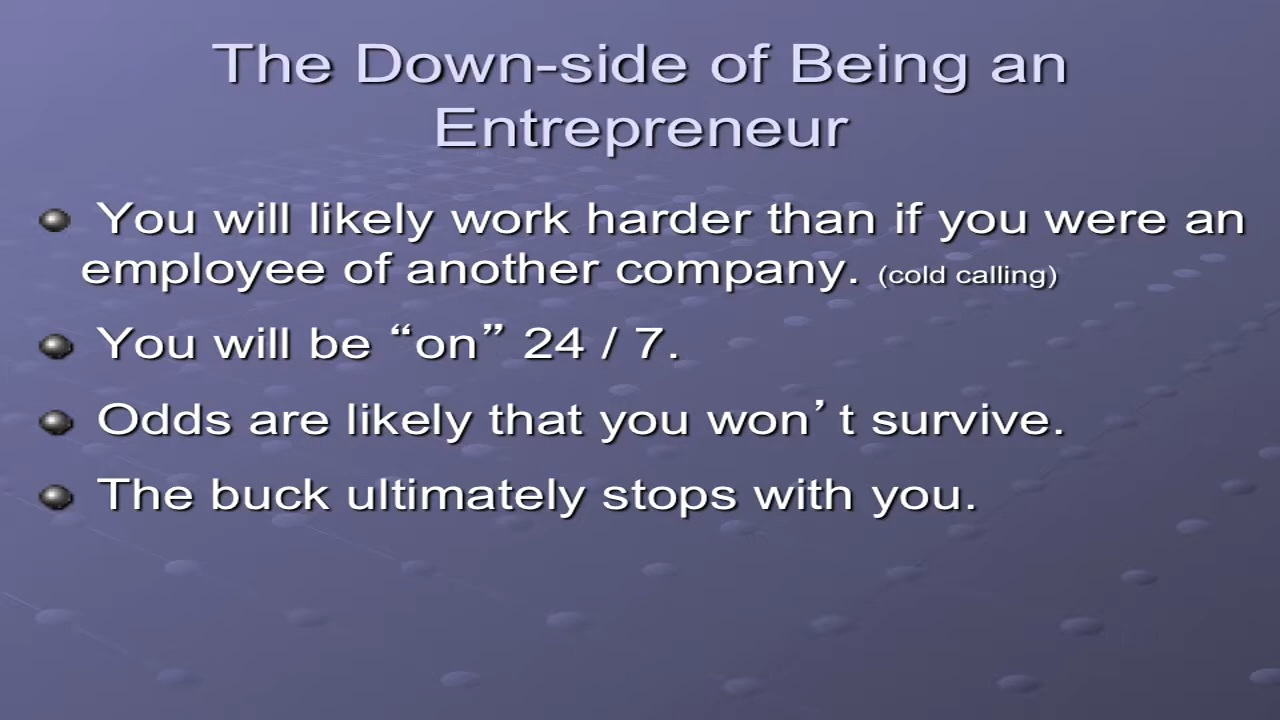 The Down-side of Being an
Entrepreneur
You will likely work harder than if you were an
employee of another company. (cold calling)
You will be “on” 24 / 7.
Odds are likely that you won’t survive.
The buck ultimately stops with you.